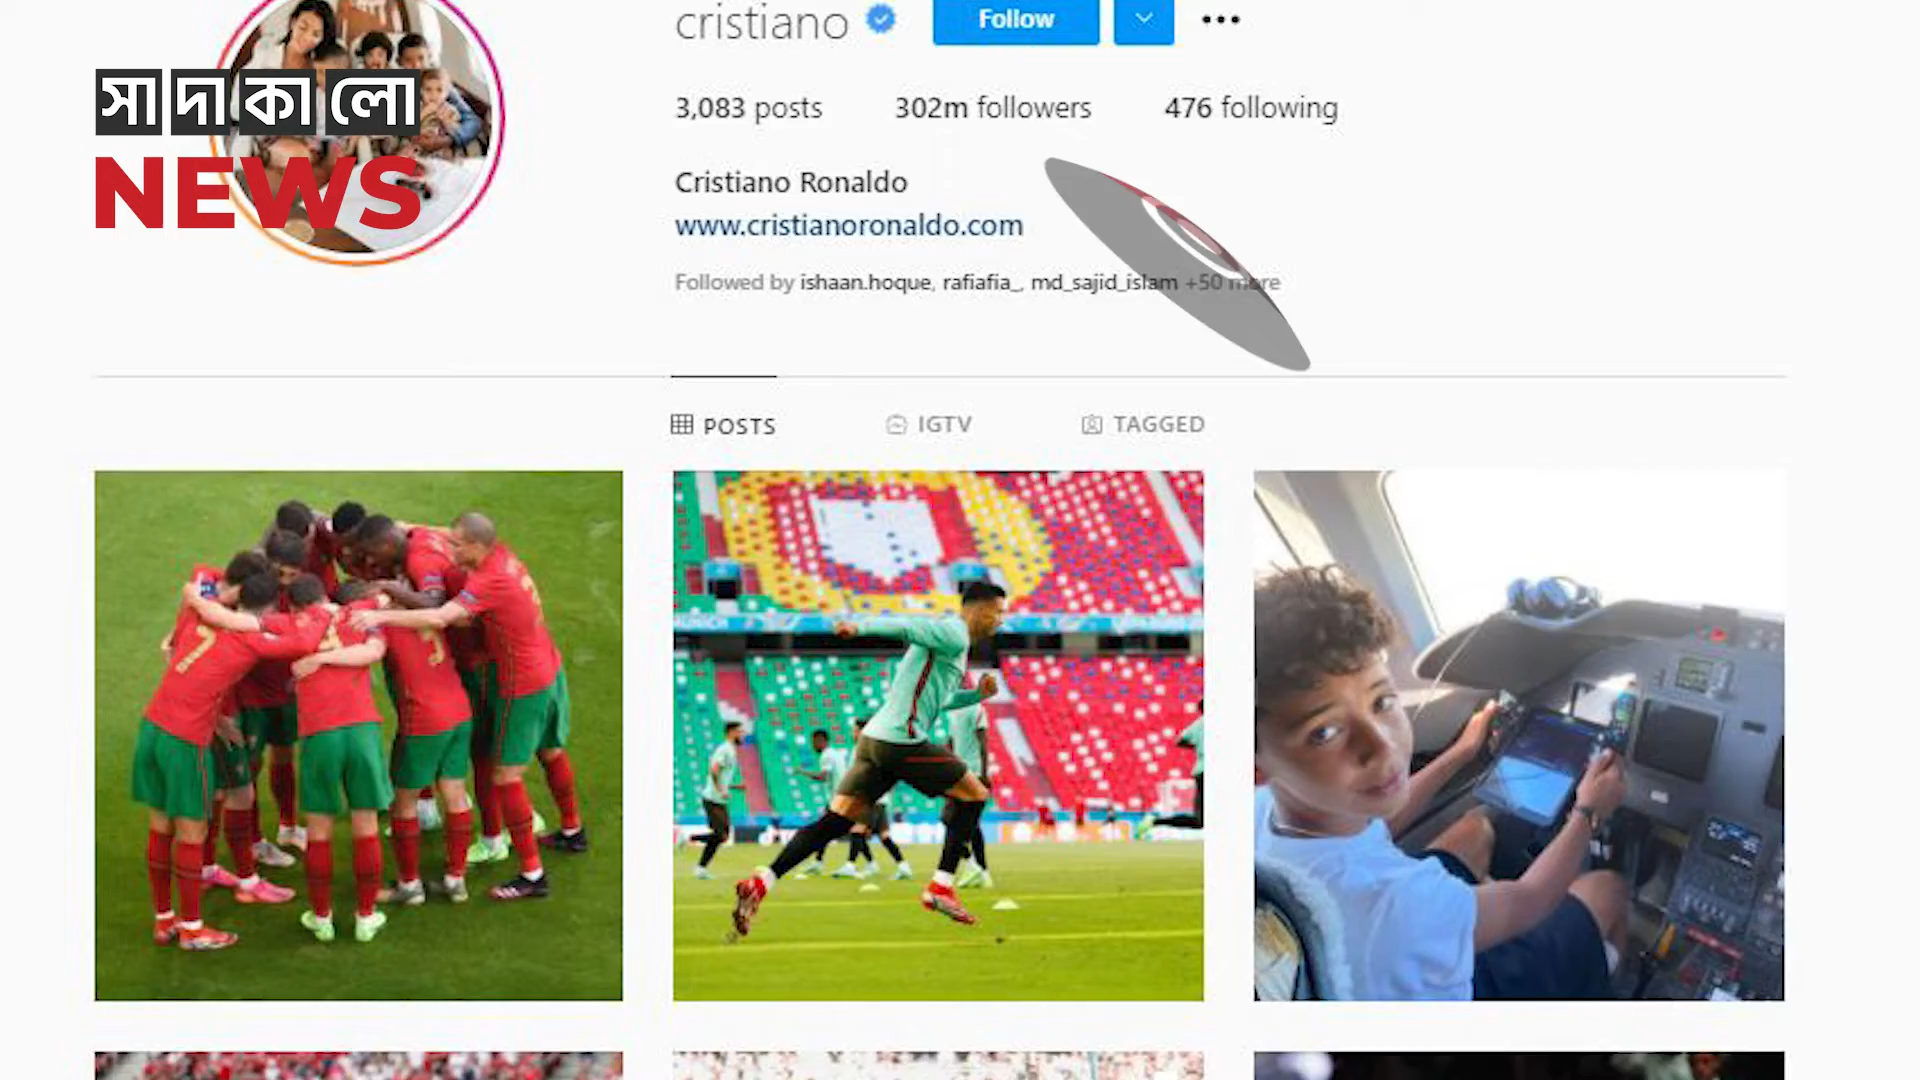 cristiano
Follow
সাদাকালো
NEWS
3,083 posts 302m followers 476 following
Cristiano Ronaldo
www.cristianoronaldo.com
Followed by ishaan.hoque, rafiafia_, md_sajid_islam +50 more
POSTS IGTV TAGGED
7